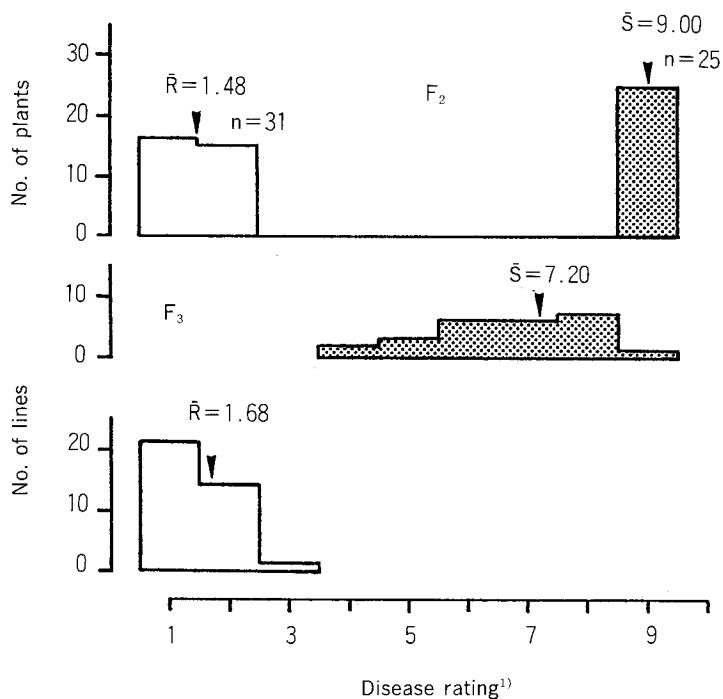 S̄=9.00
n=25
R̄=1.48
n=31
F₂
No. of plants
30
20
10
0
S̄=7.20
F₃
10
0
R̄=1.68
No. of lines
20
10
0
1 3 5 7 9
Disease rating¹⁾